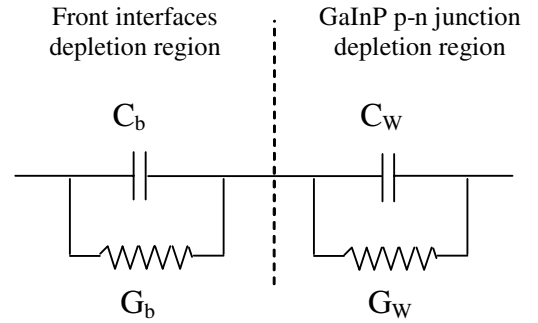 Front interfaces
depletion region
GaInP p-n junction
depletion region
C_b
C_W
G_b
G_W